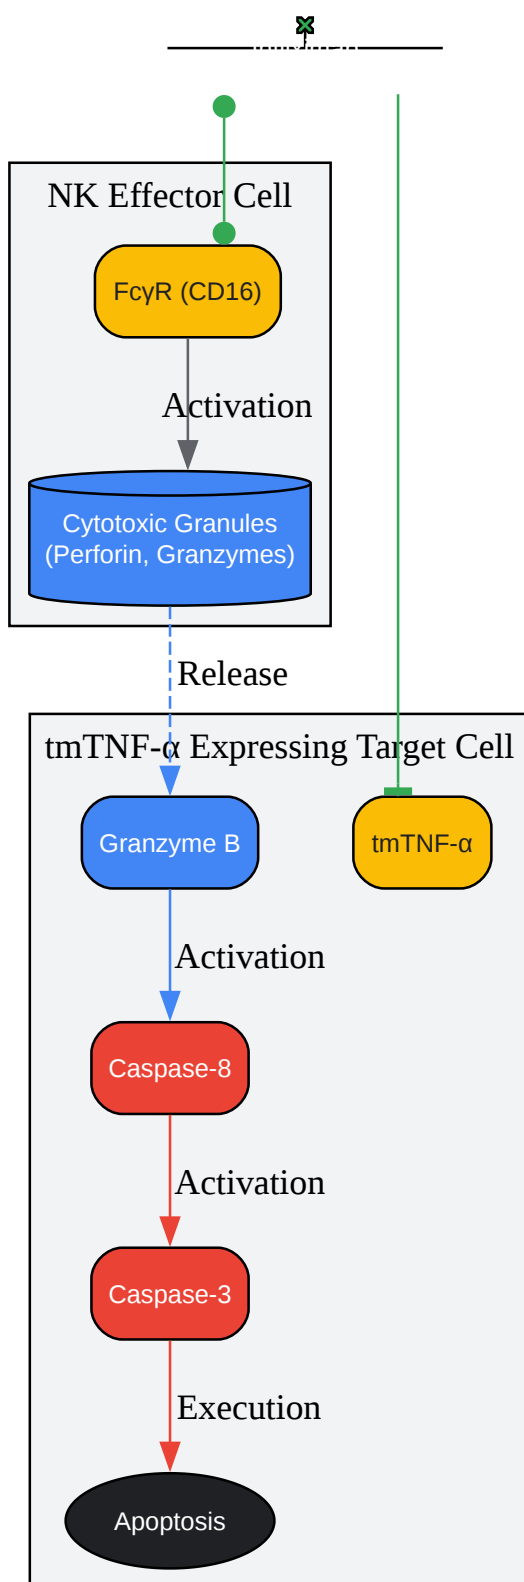 NK Effector Cell
FcγR (CD16)
Activation
Cytotoxic Granules
(Perforin, Granzymes)
Release
tmTNF-α Expressing Target Cell
Granzyme B
tmTNF-α
Activation
Caspase-8
Activation
Caspase-3
Execution
Apoptosis